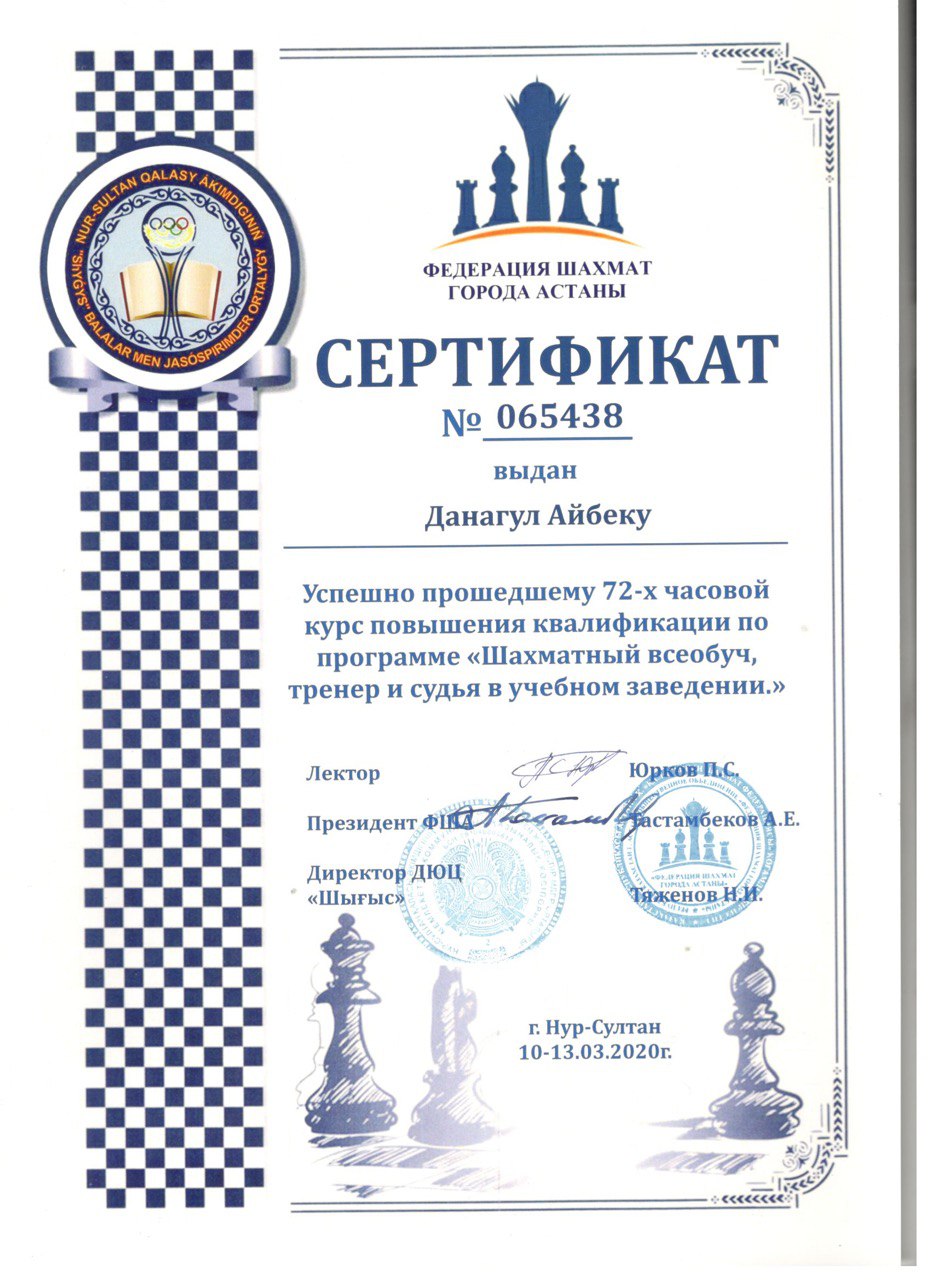 NUR-SULTAN QALASY ÁKIMDIGINIŃ
"ShYǴYS" BALALAR MEN JASÓSPIRIMDER ORTALYǴY
ФЕДЕРАЦИЯ ШАХМАТ
ГОРОДА АСТАНЫ
СЕРТИФИКАТ
№ 065438
выдан
Данагул Айбеку
Успешно прошедшему 72-х часовой
курс повышения квалификации по
программе «Шахматный всеобуч,
тренер и судья в учебном заведении.»
Лектор Юрков П.С.
Президент ФША Тастамбеков А.Е.
Директор ДЮЦ
«Шығыс» Тяженов Н.И.
«ФЕДЕРАЦИЯ ШАХМАТ
ГОРОДА АСТАНЫ»
г. Нур-Султан
10-13.03.2020г.